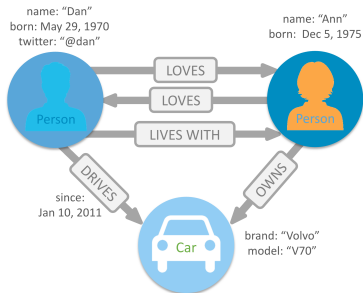 name: “Dan”
born: May 29, 1970
twitter: “@dan”
name: “Ann”
born: Dec 5, 1975
LOVES
LOVES
Person
Person
LIVES WITH
DRIVES
OWNS
since:
Jan 10, 2011
Car
brand: “Volvo”
model: “V70”